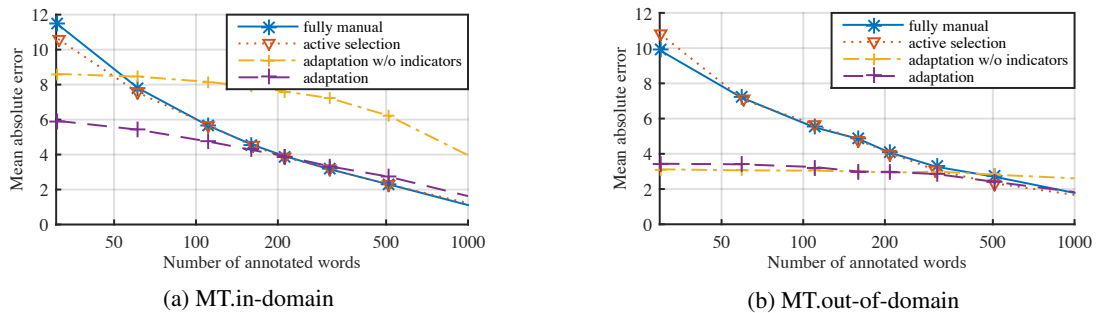 12
10
8
6
4
2
0
Mean absolute error
50
100
200
500
1000
Number of annotated words
fully manual
active selection
adaptation w/o indicators
adaptation
(a) MT.in-domain
12
10
8
6
4
2
0
Mean absolute error
50
100
200
500
1000
Number of annotated words
fully manual
active selection
adaptation w/o indicators
adaptation
(b) MT.out-of-domain